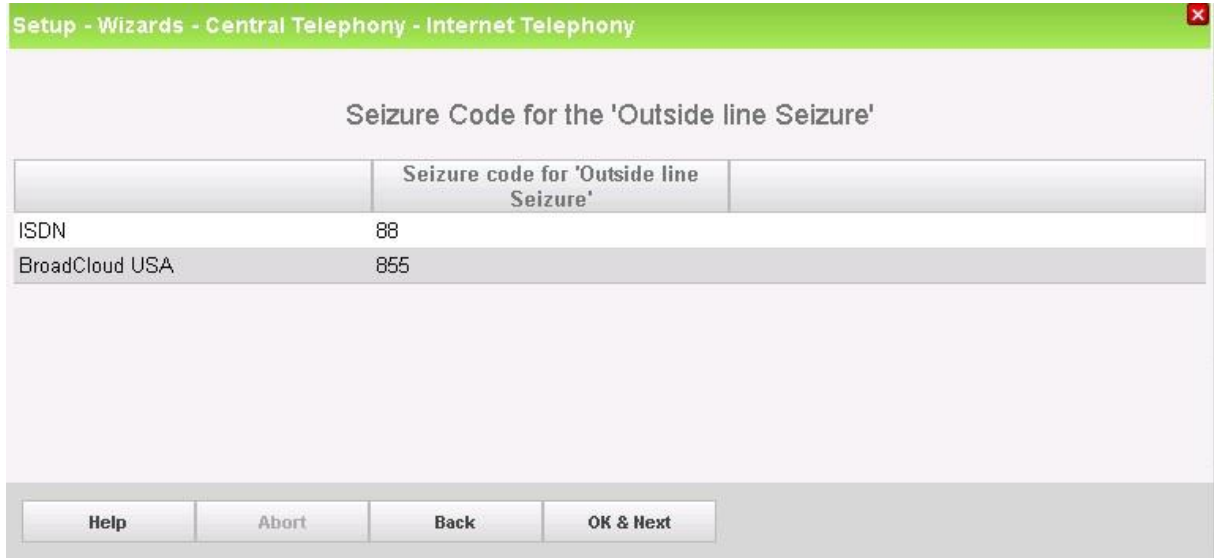 Setup - Wizards - Central Telephony - Internet Telephony
Seizure Code for the 'Outside line Seizure'
Seizure code for 'Outside line
Seizure'
ISDN 88
BroadCloud USA 855
Help Abort Back OK & Next